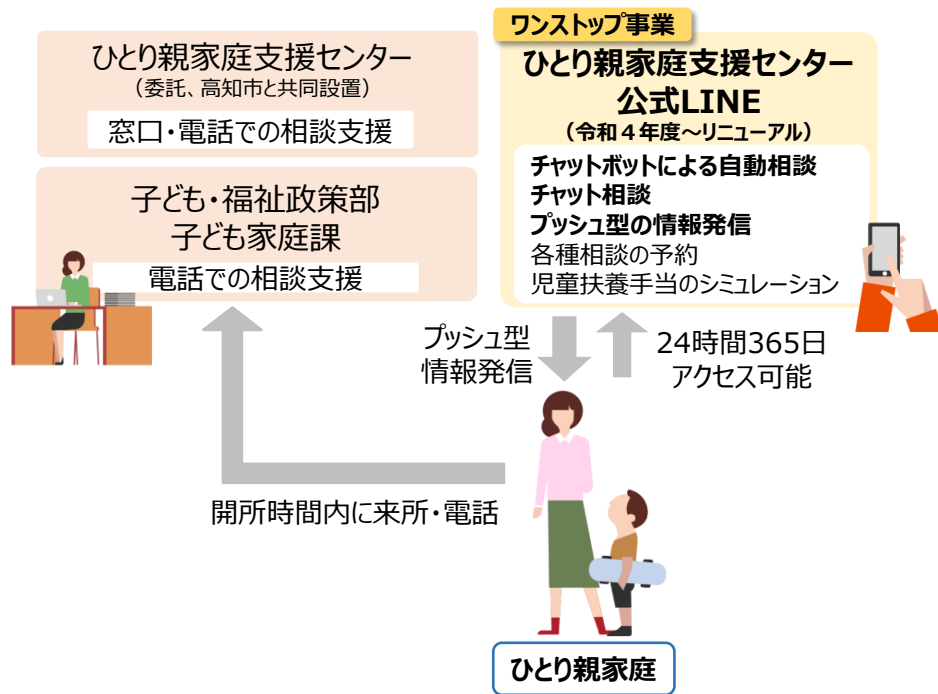 ひとり親家庭支援センター
（委託、高知市と共同設置）
窓口・電話での相談支援
子ども・福祉政策部
子ども家庭課
電話での相談支援
ワンストップ事業
ひとり親家庭支援センター
公式LINE
（令和４年度～リニューアル）
チャットボットによる自動相談
チャット相談
プッシュ型の情報発信
各種相談の予約
児童扶養手当のシミュレーション
プッシュ型
情報発信
24時間365日
アクセス可能
開所時間内に来所・電話
ひとり親家庭